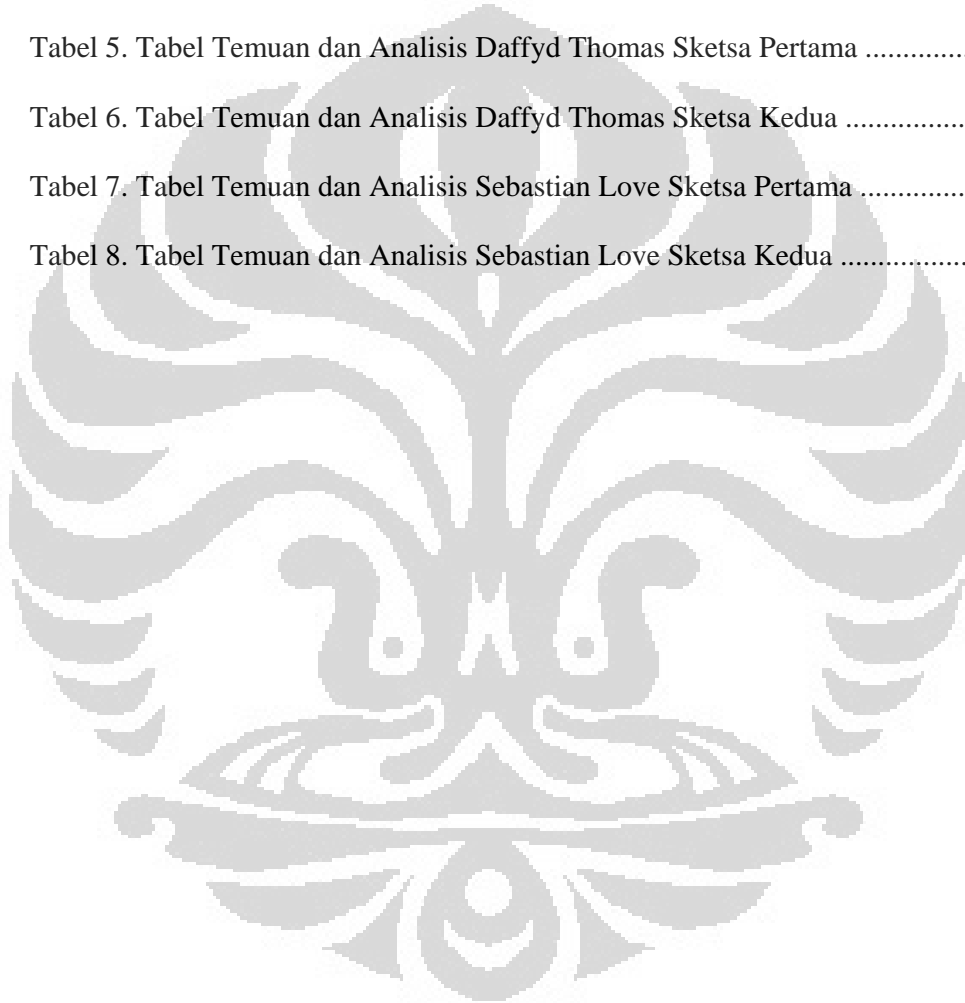 Tabel 5. Tabel Temuan dan Analisis Daffyd Thomas Sketsa Pertama ..............
Tabel 6. Tabel Temuan dan Analisis Daffyd Thomas Sketsa Kedua ................
Tabel 7. Tabel Temuan dan Analisis Sebastian Love Sketsa Pertama ..............
Tabel 8. Tabel Temuan dan Analisis Sebastian Love Sketsa Kedua .................